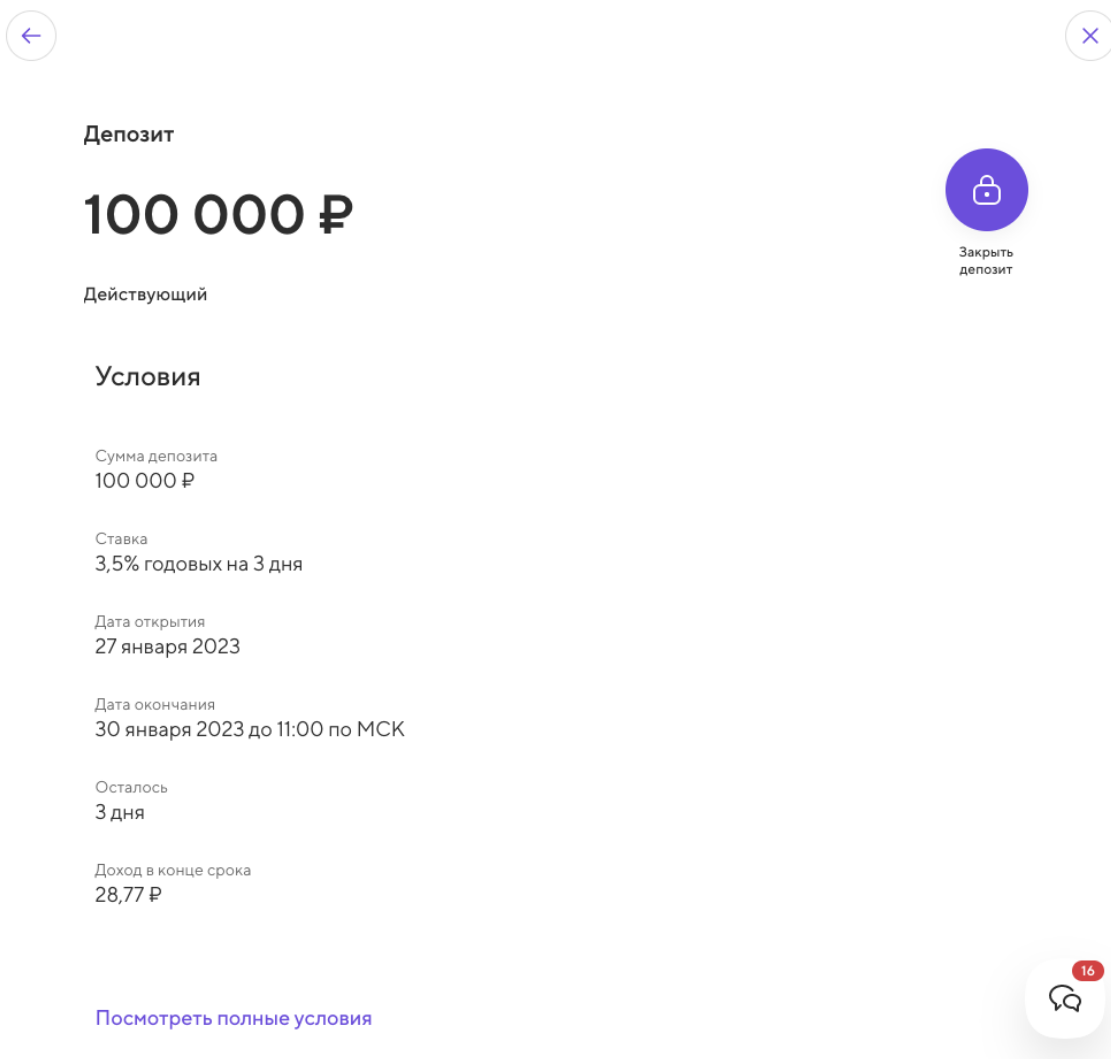 Депозит
100 000 ₽
Закрыть
депозит
Действующий
Условия
Сумма депозита
100 000 ₽
Ставка
3,5% годовых на 3 дня
Дата открытия
27 января 2023
Дата окончания
30 января 2023 до 11:00 по МСК
Осталось
3 дня
Доход в конце срока
28,77 ₽
16
Посмотреть полные условия